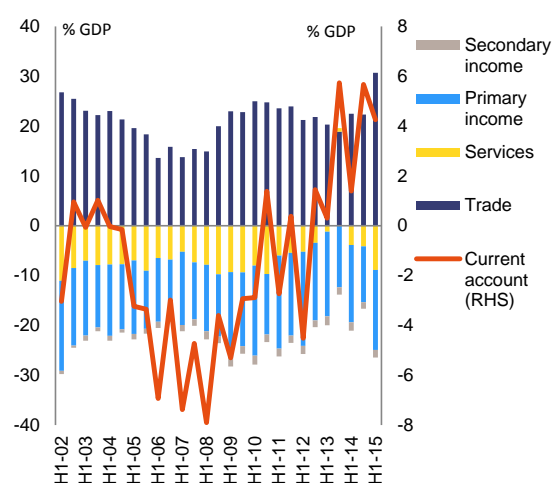 % GDP
% GDP
40
30
20
10
0
-10
-20
-30
-40
8
6
4
2
0
-2
-4
-6
-8
H1-02
H1-03
H1-04
H1-05
H1-06
H1-07
H1-08
H1-09
H1-10
H1-11
H1-12
H1-13
H1-14
H1-15
Secondary
income
Primary
income
Services
Trade
Current
account
(RHS)